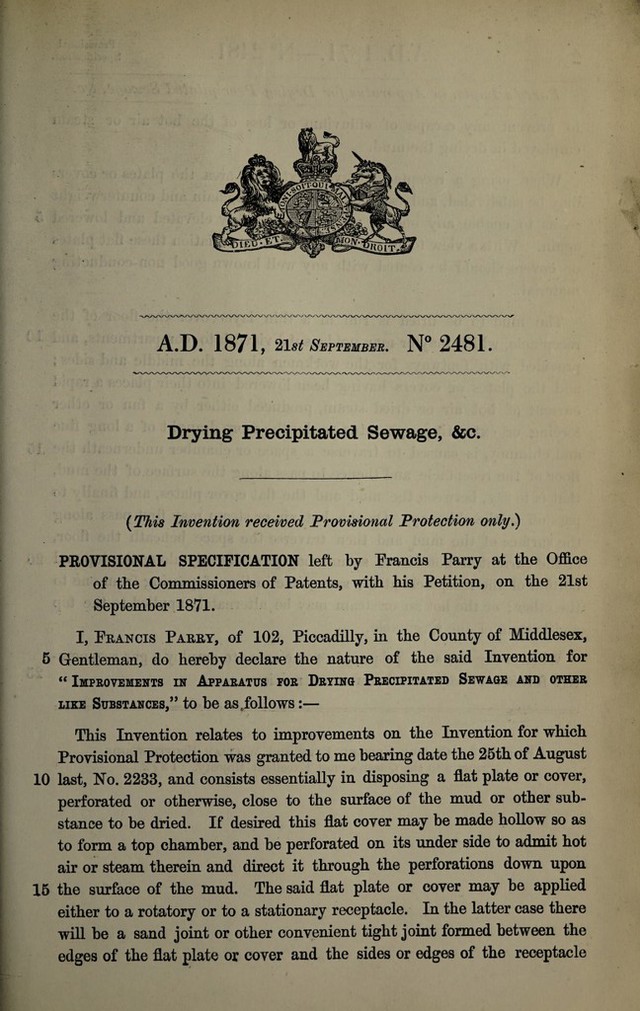 HONI·SOIT·QUI·MAL
DIEU·ET MON·DROIT.
A.D. 1871, 21st SEPTEMBER. Nº 2481.
Drying Precipitated Sewage, &c.
(This Invention received Provisional Protection only.)
PROVISIONAL SPECIFICATION left by Francis Parry at the Office
of the Commissioners of Patents, with his Petition, on the 21st
September 1871.
I, FRANCIS PARRY, of 102, Piccadilly, in the County of Middlesex,
5 Gentleman, do hereby declare the nature of the said Invention for
“ IMPROVEMENTS IN APPARATUS FOR DRYING PRECIPITATED SEWAGE AND OTHER
LIKE SUBSTANCES,” to be as follows :—
This Invention relates to improvements on the Invention for which
Provisional Protection was granted to me bearing date the 25th of August
10 last, No. 2233, and consists essentially in disposing a flat plate or cover,
perforated or otherwise, close to the surface of the mud or other sub-
stance to be dried. If desired this flat cover may be made hollow so as
to form a top chamber, and be perforated on its under side to admit hot
air or steam therein and direct it through the perforations down upon
15 the surface of the mud. The said flat plate or cover may be applied
either to a rotatory or to a stationary receptacle. In the latter case there
will be a sand joint or other convenient tight joint formed between the
edges of the flat plate or cover and the sides or edges of the receptacle